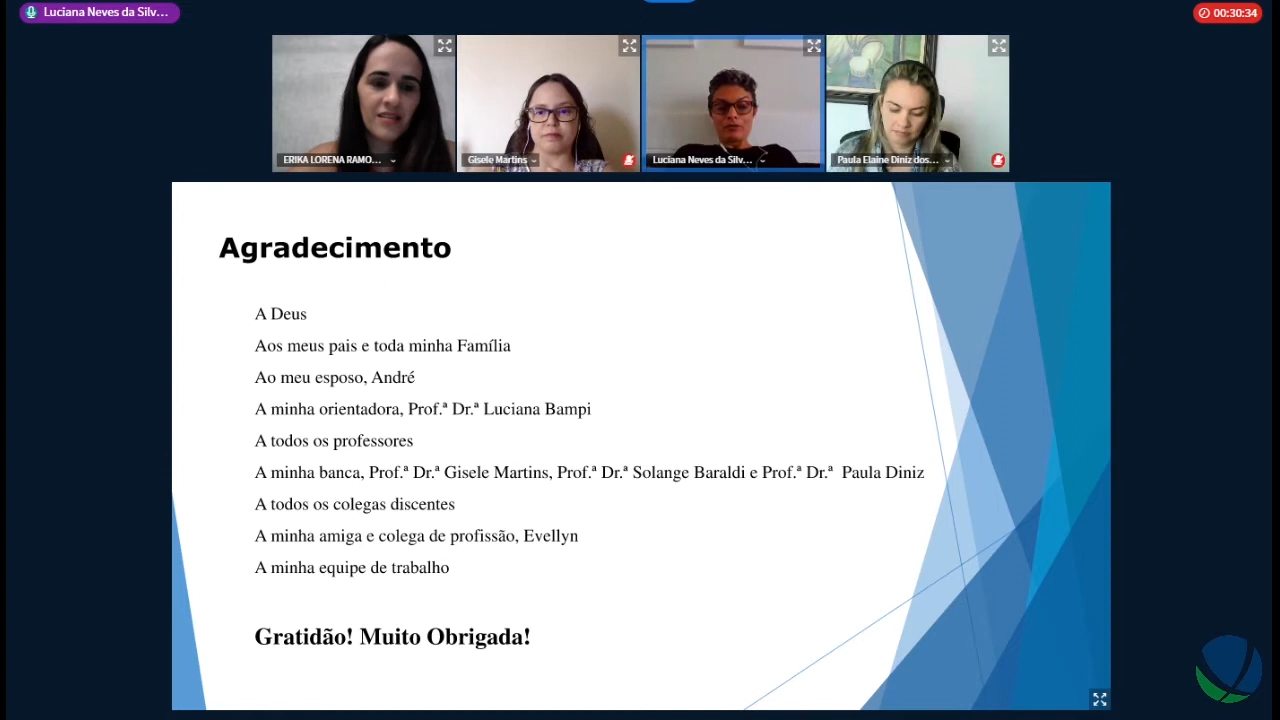 Luciana Neves da Silv...
00:30:34
ERIKA LORENA RAMO...
Gisele Martins
Luciana Neves da Silv...
Paula Elaine Diniz dos...
Agradecimento
A Deus
Aos meus pais e toda minha Família
Ao meu esposo, André
A minha orientadora, Prof.ª Dr.ª Luciana Bampi
A todos os professores
A minha banca, Prof.ª Dr.ª Gisele Martins, Prof.ª Dr.ª Solange Baraldi e Prof.ª Dr.ª Paula Diniz
A todos os colegas discentes
A minha amiga e colega de profissão, Evellyn
A minha equipe de trabalho
Gratidão! Muito Obrigada!